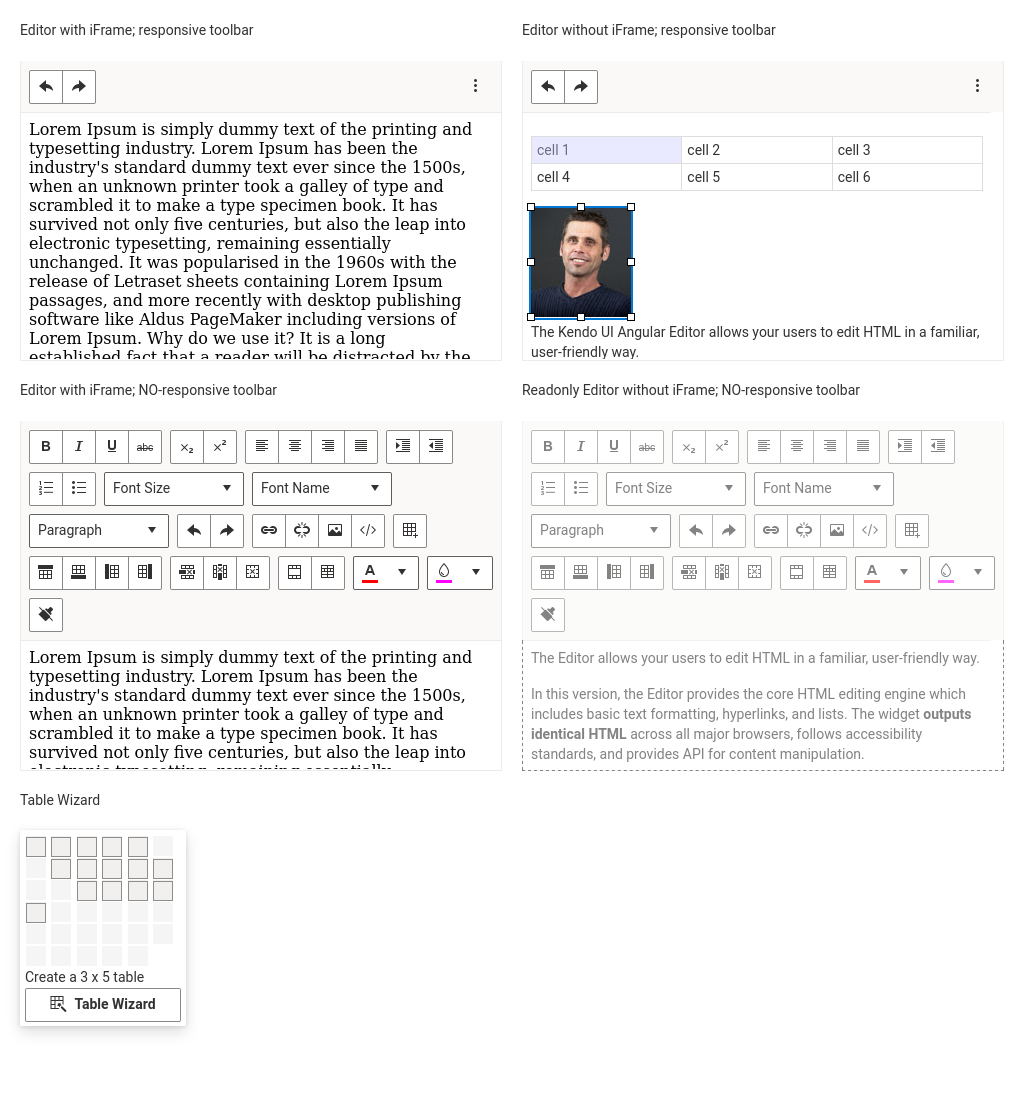 Editor with iFrame; responsive toolbar
Lorem Ipsum is simply dummy text of the printing and
typesetting industry. Lorem Ipsum has been the
industry's standard dummy text ever since the 1500s,
when an unknown printer took a galley of type and
scrambled it to make a type specimen book. It has
survived not only five centuries, but also the leap into
electronic typesetting, remaining essentially
unchanged. It was popularised in the 1960s with the
release of Letraset sheets containing Lorem Ipsum
passages, and more recently with desktop publishing
software like Aldus PageMaker including versions of
Lorem Ipsum. Why do we use it? It is a long
established fact that a reader will be distracted by the
Editor without iFrame; responsive toolbar
cell 1 cell 2 cell 3
cell 4 cell 5 cell 6
The Kendo UI Angular Editor allows your users to edit HTML in a familiar,
user-friendly way.
Editor with iFrame; NO-responsive toolbar
B I U abc x₂ x²
Font Size Font Name
Paragraph
A
Lorem Ipsum is simply dummy text of the printing and
typesetting industry. Lorem Ipsum has been the
industry's standard dummy text ever since the 1500s,
when an unknown printer took a galley of type and
scrambled it to make a type specimen book. It has
survived not only five centuries, but also the leap into
electronic typesetting, remaining essentially
Readonly Editor without iFrame; NO-responsive toolbar
B I U abc x₂ x²
Font Size Font Name
Paragraph
A
The Editor allows your users to edit HTML in a familiar, user-friendly way.
In this version, the Editor provides the core HTML editing engine which
includes basic text formatting, hyperlinks, and lists. The widget outputs
identical HTML across all major browsers, follows accessibility
standards, and provides API for content manipulation.
Table Wizard
Create a 3 x 5 table
Table Wizard